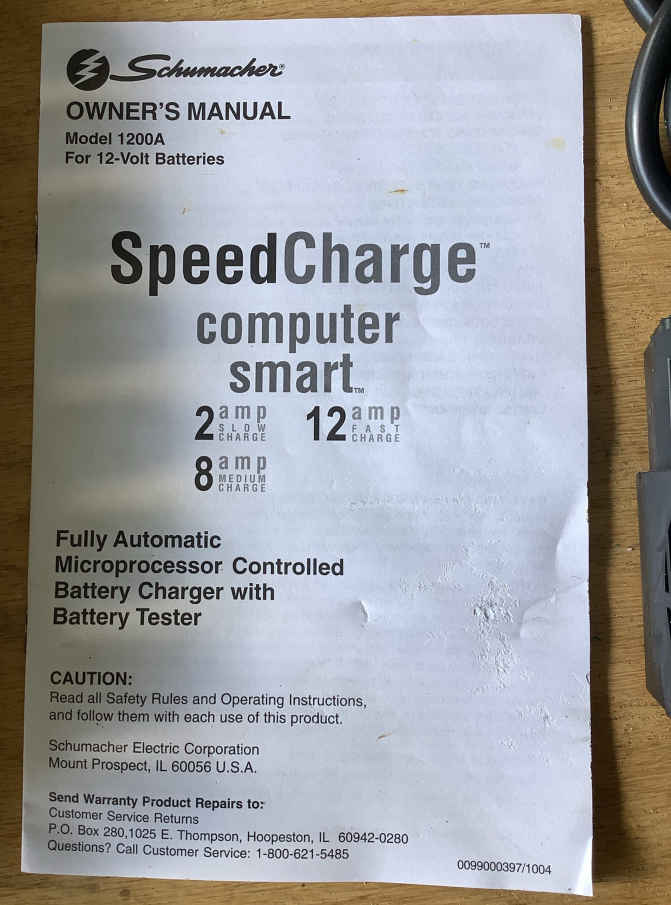 Schumacher®
OWNER'S MANUAL
Model 1200A
For 12-Volt Batteries
SpeedCharge™
computer
smart™
2 amp SLOW CHARGE
12 amp FAST CHARGE
8 amp MEDIUM CHARGE
Fully Automatic
Microprocessor Controlled
Battery Charger with
Battery Tester
CAUTION:
Read all Safety Rules and Operating Instructions,
and follow them with each use of this product.
Schumacher Electric Corporation
Mount Prospect, IL 60056 U.S.A.
Send Warranty Product Repairs to:
Customer Service Returns
P.O. Box 280,1025 E. Thompson, Hoopeston, IL 60942-0280
Questions? Call Customer Service: 1-800-621-5485
0099000397/1004